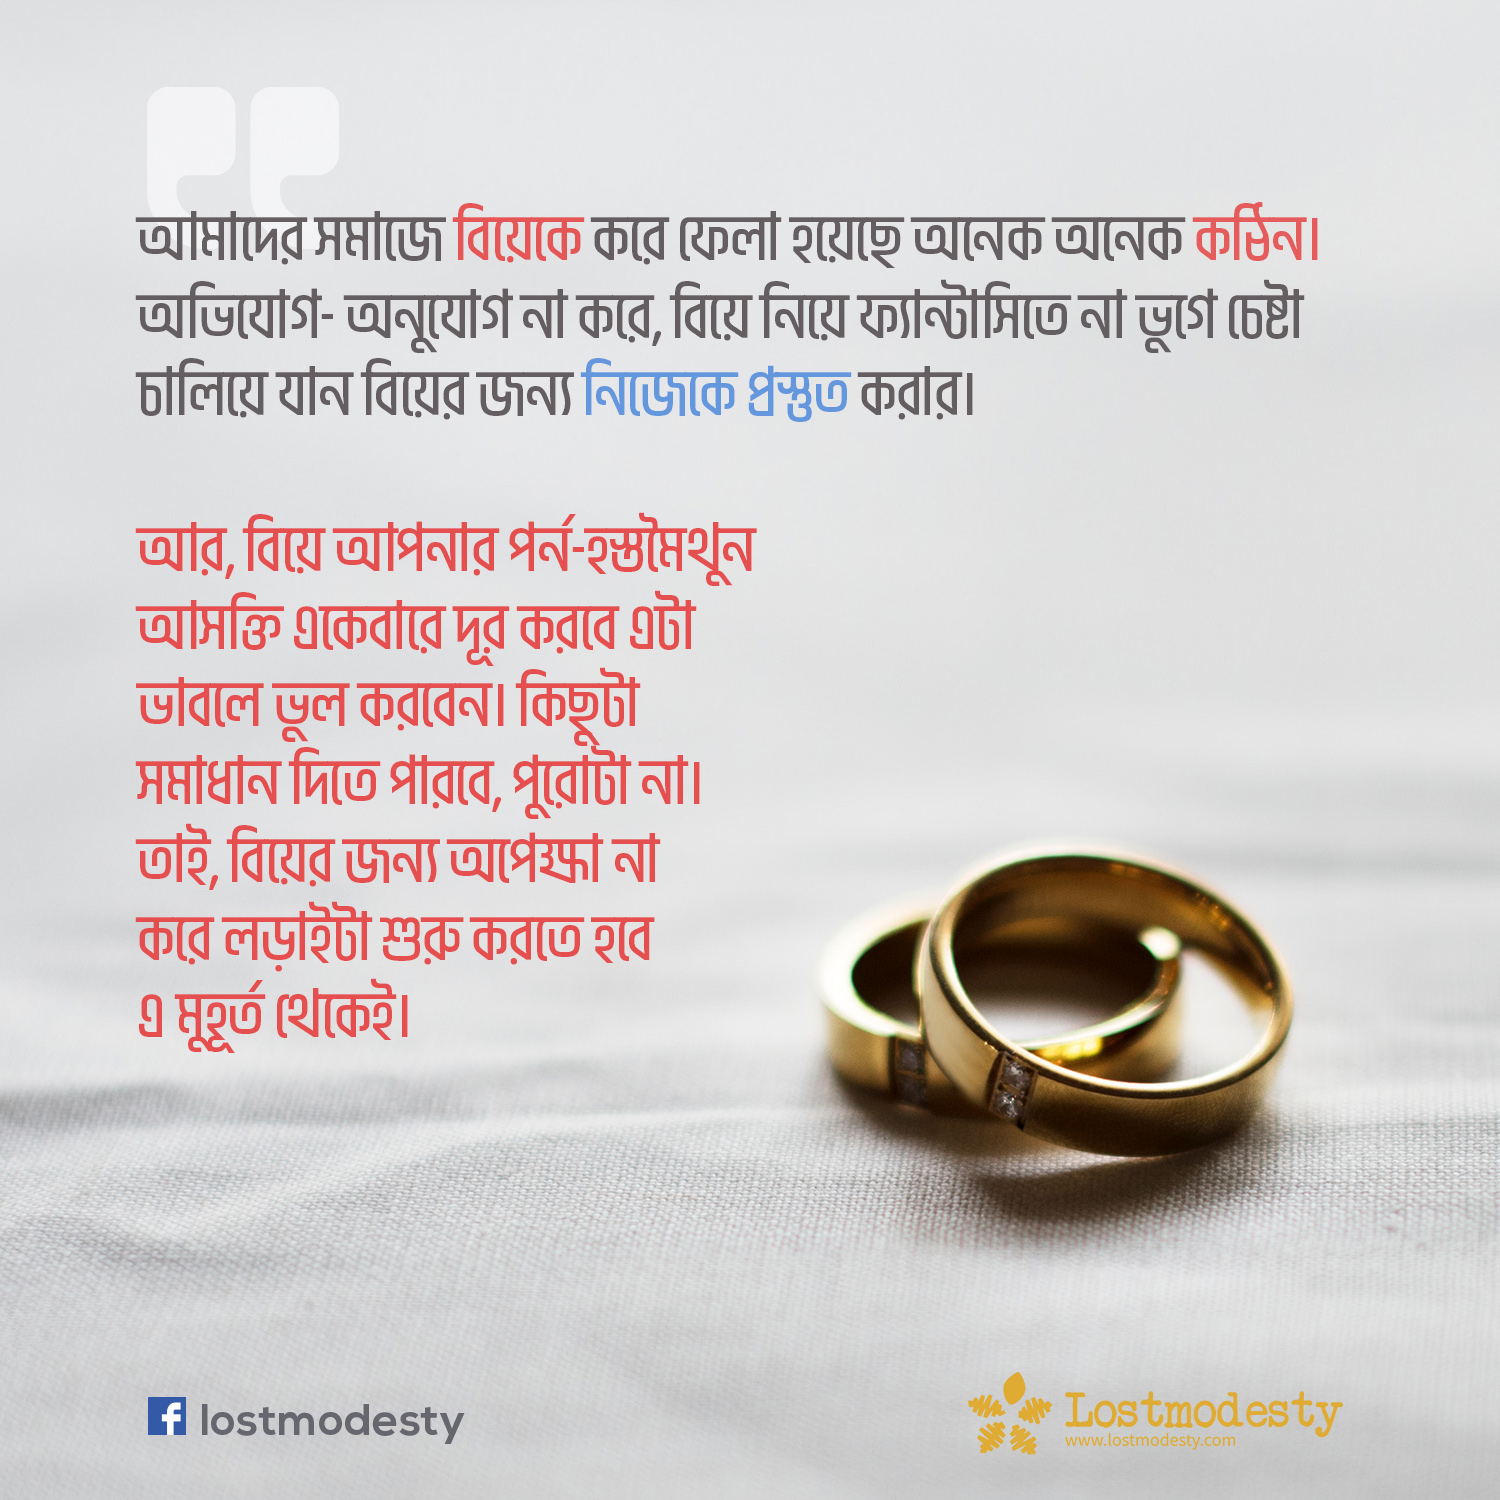 আমাদের সমাজে বিয়েকে করে ফেলা হয়েছে অনেক অনেক কঠিন।
অভিযোগ- অনুযোগ না করে, বিয়ে নিয়ে ফ্যান্টাসিতে না ভুগে চেষ্টা
চালিয়ে যান বিয়ের জন্য নিজেকে প্রস্তুত করার।
আর, বিয়ে আপনার পর্ন-হস্তমৈথুন
আসক্তি একেবারে দূর করবে এটা
ভাবলে ভুল করবেন। কিছুটা
সমাধান দিতে পারবে, পুরোটা না।
তাই, বিয়ের জন্য অপেক্ষা না
করে লড়াইটা শুরু করতে হবে
এ মুহূর্ত থেকেই।
lostmodesty
Lostmodesty
www.lostmodesty.com